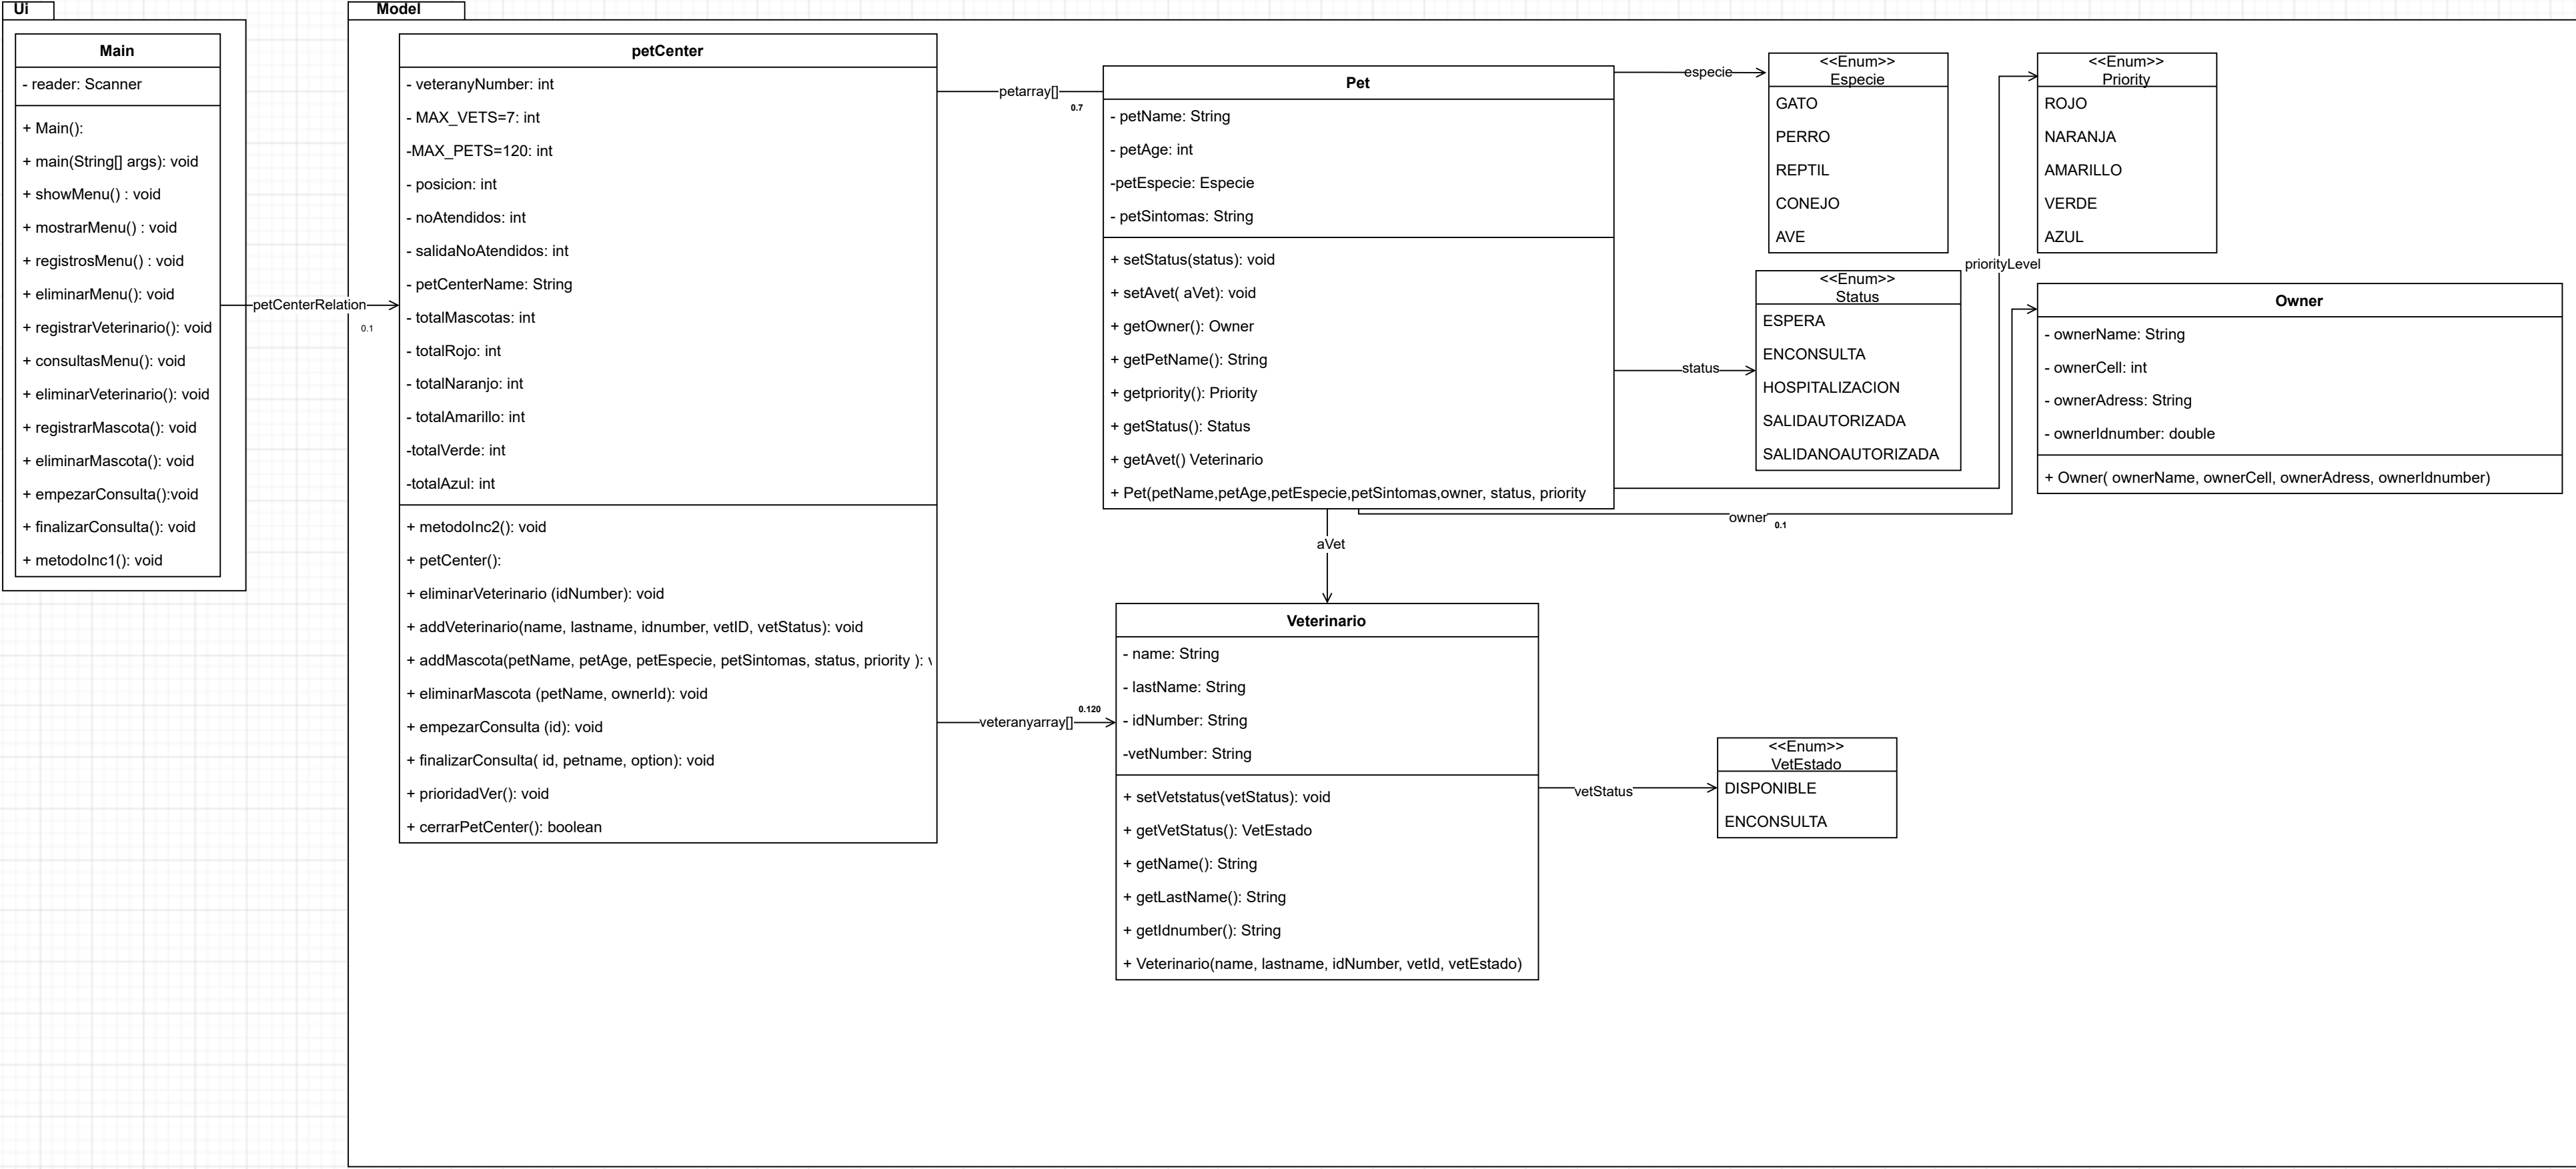 Ui
Main
- reader: Scanner
+ Main():
+ main(String[] args): void
+ showMenu() : void
+ mostrarMenu() : void
+ registrosMenu() : void
+ eliminarMenu(): void
+ registrarVeterinario(): void
+ consultasMenu(): void
+ eliminarVeterinario(): void
+ registrarMascota(): void
+ eliminarMascota(): void
+ empezarConsulta():void
+ finalizarConsulta(): void
+ metodoInc1(): void
petCenterRelation
0.1
Model
petCenter
- veteranyNumber: int
- MAX_VETS=7: int
-MAX_PETS=120: int
- posicion: int
- noAtendidos: int
- salidaNoAtendidos: int
- petCenterName: String
- totalMascotas: int
- totalRojo: int
- totalNaranjo: int
- totalAmarillo: int
-totalVerde: int
-totalAzul: int
+ metodoInc2(): void
+ petCenter():
+ eliminarVeterinario (idNumber): void
+ addVeterinario(name, lastname, idnumber, vetID, vetStatus): void
+ addMascota(petName, petAge, petEspecie, petSintomas, status, priority ):
+ eliminarMascota (petName, ownerId): void
+ empezarConsulta (id): void
+ finalizarConsulta( id, petname, option): void
+ prioridadVer(): void
+ cerrarPetCenter(): boolean
petarray[]
0.7
veteranyarray[]
0.120
Pet
- petName: String
- petAge: int
-petEspecie: Especie
- petSintomas: String
+ setStatus(status): void
+ setAvet( aVet): void
+ getOwner(): Owner
+ getPetName(): String
+ getpriority(): Priority
+ getStatus(): Status
+ getAvet() Veterinario
+ Pet(petName,petAge,petEspecie,petSintomas,owner, status, priority
aVet
Veterinario
- name: String
- lastName: String
- idNumber: String
-vetNumber: String
+ setVetstatus(vetStatus): void
+ getVetStatus(): VetEstado
+ getName(): String
+ getLastName(): String
+ getIdnumber(): String
+ Veterinario(name, lastname, idNumber, vetId, vetEstado)
especie
<<Enum>>
Especie
GATO
PERRO
REPTIL
CONEJO
AVE
status
<<Enum>>
Status
ESPERA
ENCONSULTA
HOSPITALIZACION
SALIDAUTORIZADA
SALIDANOAUTORIZADA
owner
0.1
vetStatus
<<Enum>>
VetEstado
DISPONIBLE
ENCONSULTA
priorityLevel
<<Enum>>
Priority
ROJO
NARANJA
AMARILLO
VERDE
AZUL
Owner
- ownerName: String
- ownerCell: int
- ownerAdress: String
- ownerIdnumber: double
+ Owner( ownerName, ownerCell, ownerAdress, ownerIdnumber)